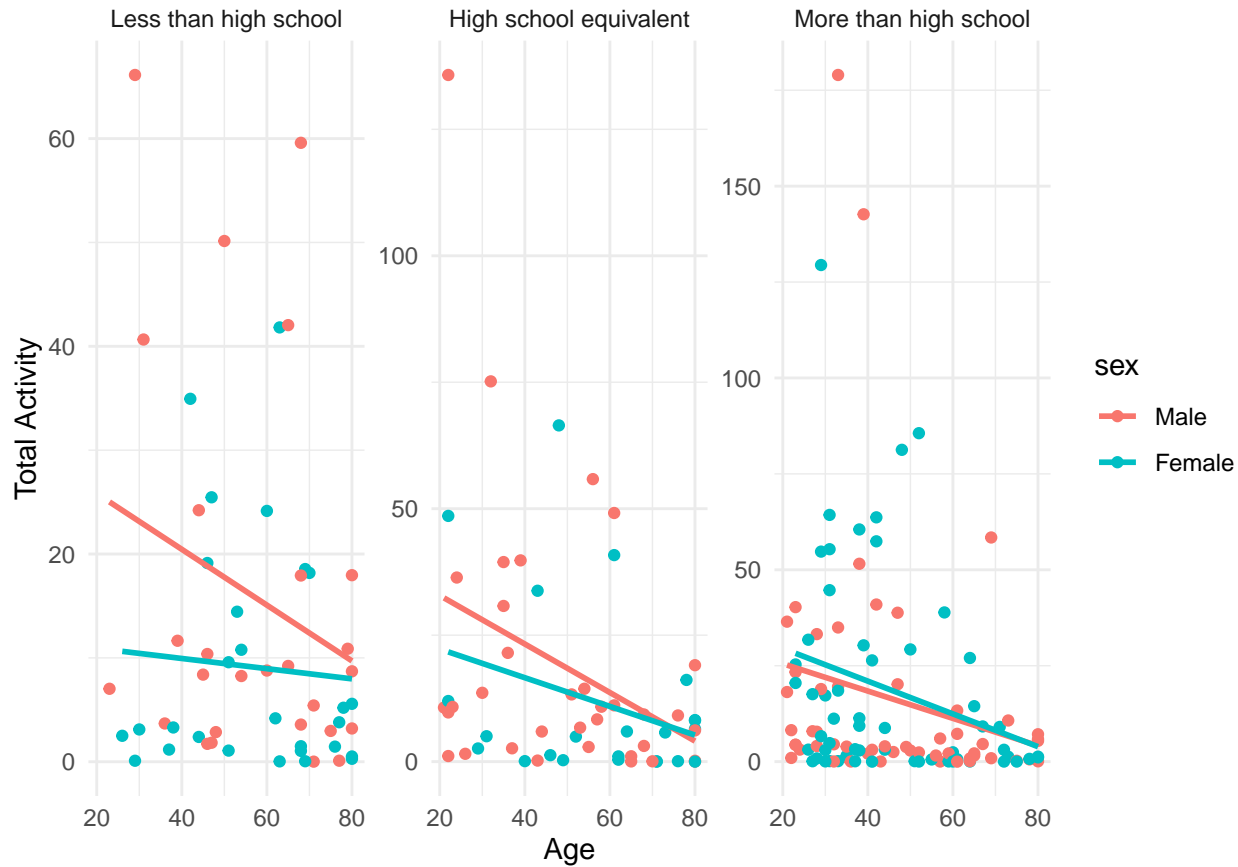 Less than high school
High school equivalent
More than high school
60
40
20
0
100
50
0
150
100
50
0
20 40 60 80
20 40 60 80
20 40 60 80
Total Activity
Age
sex
Male
Female